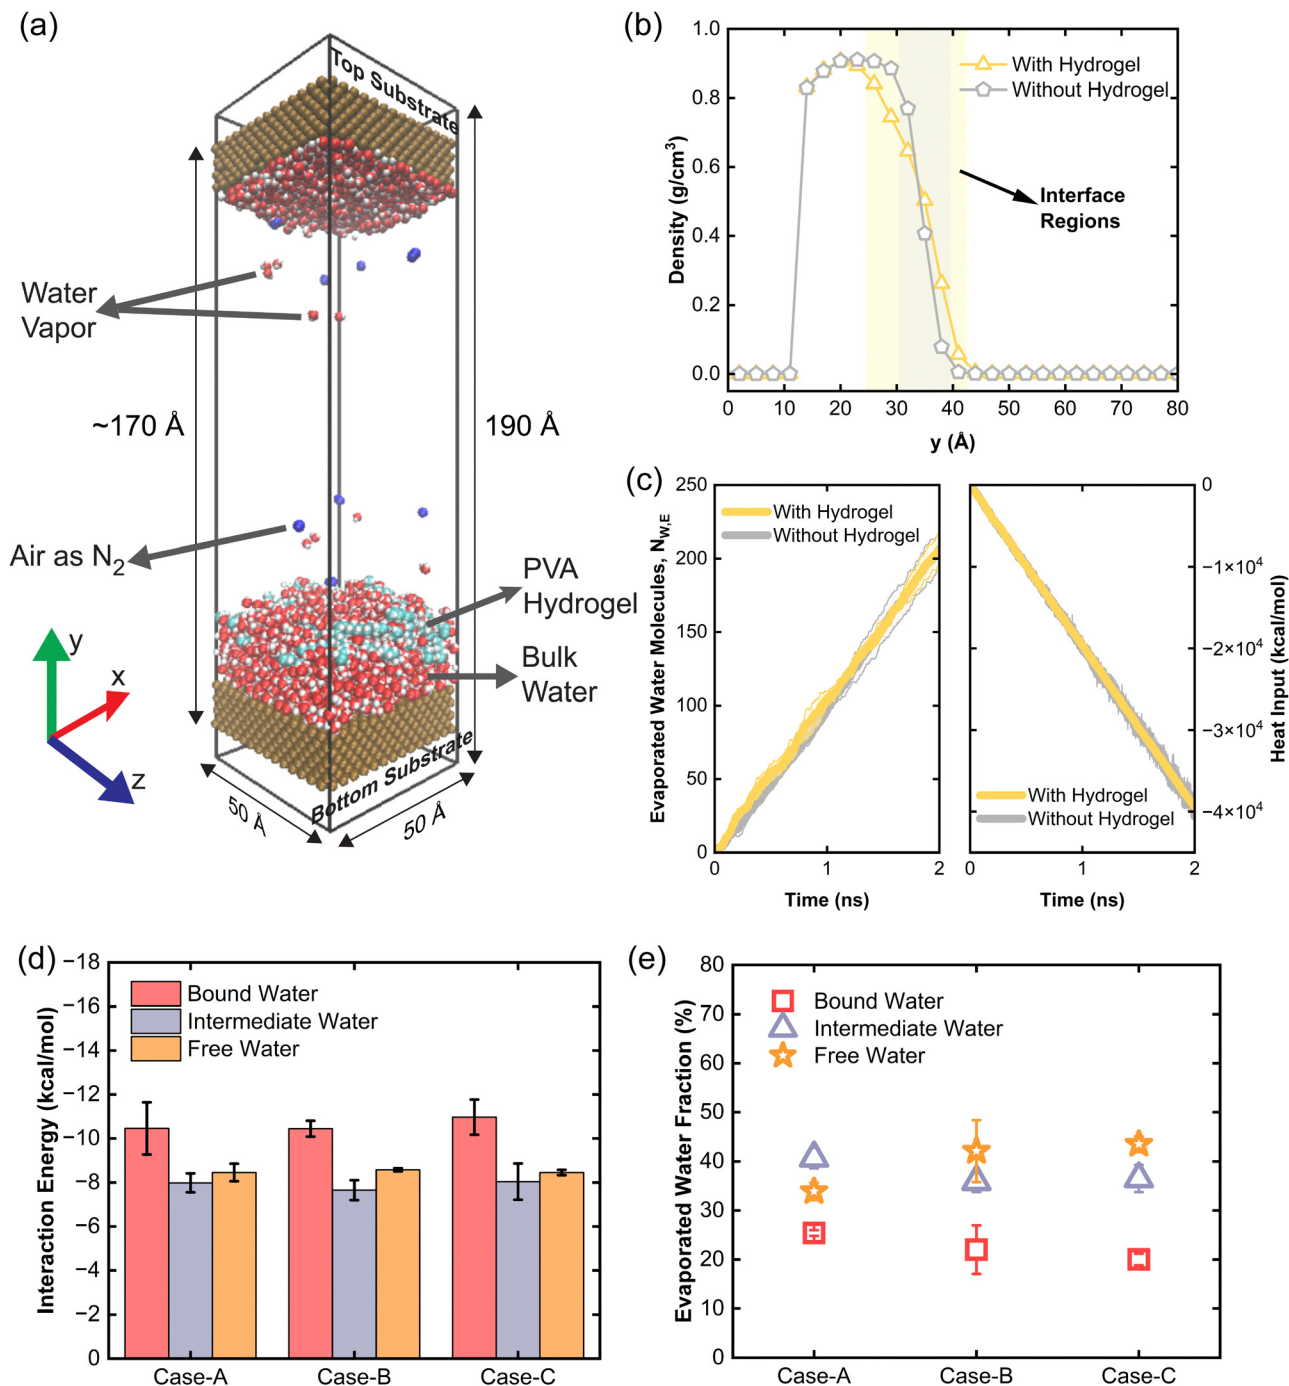 (a)
Top Substrate
Water
Vapor
~170 Å
190 Å
Air as N2
PVA
Hydrogel
Bulk
Water
y
x
z
Bottom Substrate
50 Å
50 Å
(b)
1.0
0.8
0.6
0.4
0.2
0.0
Density (g/cm³)
With Hydrogel
Without Hydrogel
Interface
Regions
0 10 20 30 40 50 60 70 80
y (Å)
(c)
250
200
150
100
50
0
Evaporated Water Molecules, NW,E
With Hydrogel
Without Hydrogel
0 1 2
Time (ns)
0
−1×10⁴
−2×10⁴
−3×10⁴
−4×10⁴
Heat Input (kcal/mol)
With Hydrogel
Without Hydrogel
0 1 2
Time (ns)
(d)
−18
−16
−14
−12
−10
−8
−6
−4
−2
0
Interaction Energy (kcal/mol)
Bound Water
Intermediate Water
Free Water
Case-A Case-B Case-C
(e)
80
70
60
50
40
30
20
10
0
Evaporated Water Fraction (%)
Bound Water
Intermediate Water
Free Water
Case-A Case-B Case-C